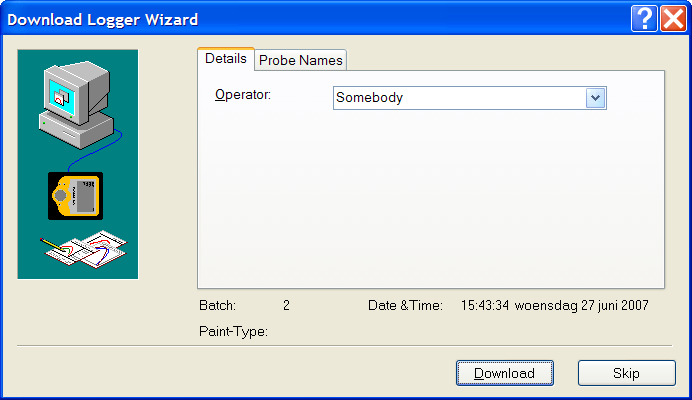 Download Logger Wizard
Details Probe Names
Operator: Somebody
Batch: 2 Date &Time: 15:43:34 woensdag 27 juni 2007
Paint-Type:
Download Skip